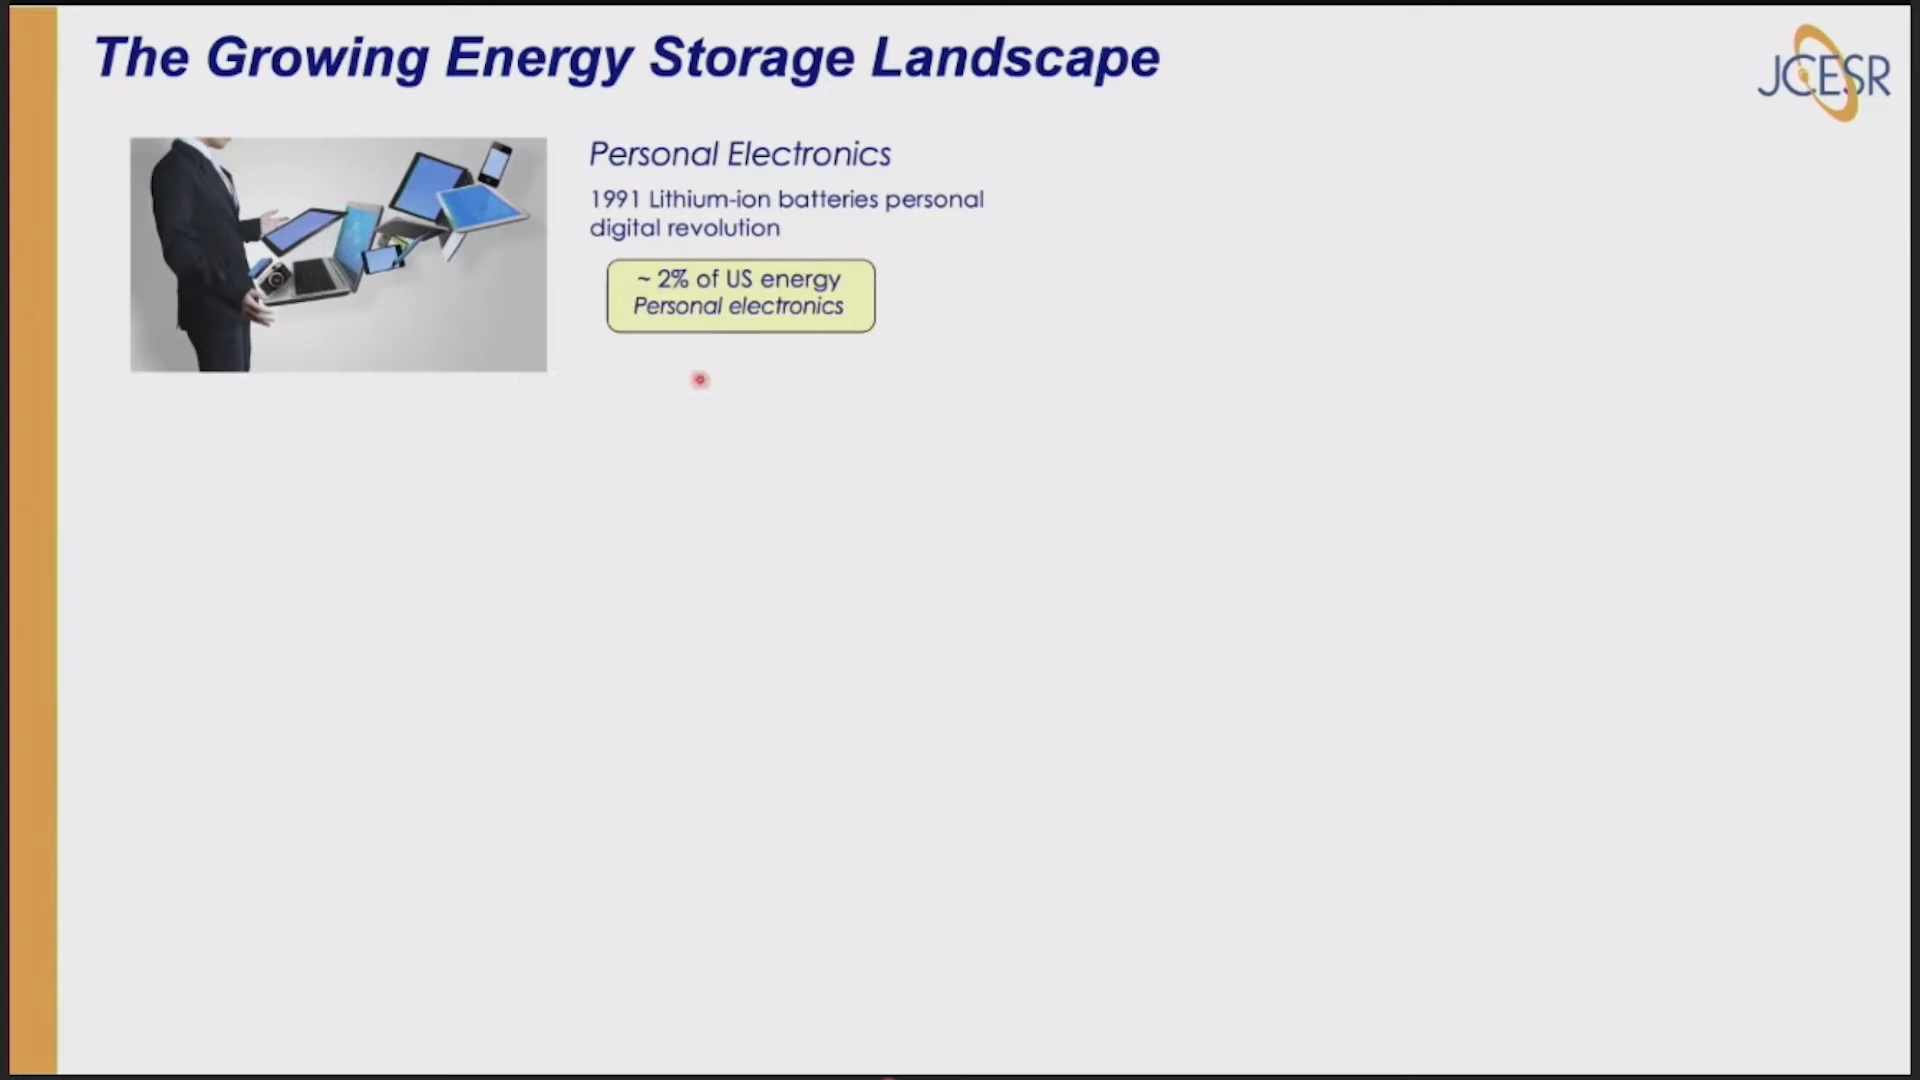 The Growing Energy Storage Landscape
JCESR
Personal Electronics
1991 Lithium-ion batteries personal
digital revolution
~ 2% of US energy
Personal electronics